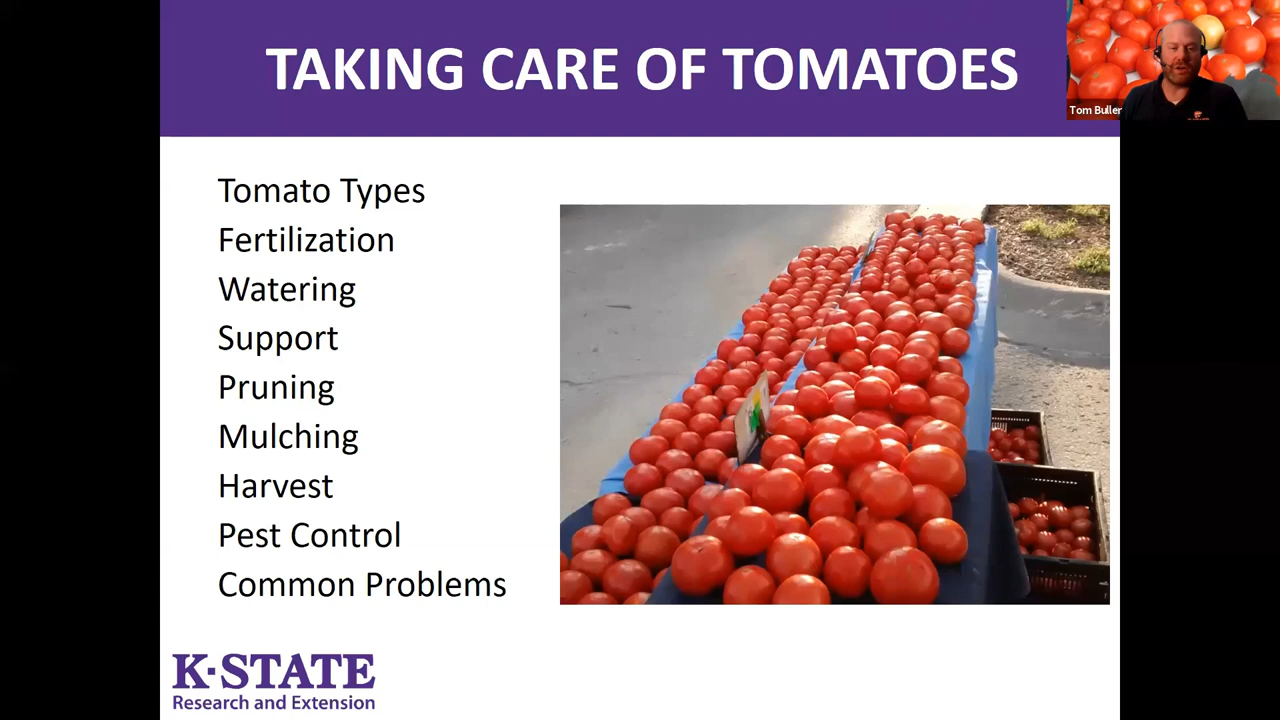 TAKING CARE OF TOMATOES
Tom Buller
Tomato Types
Fertilization
Watering
Support
Pruning
Mulching
Harvest
Pest Control
Common Problems
K·STATE
Research and Extension